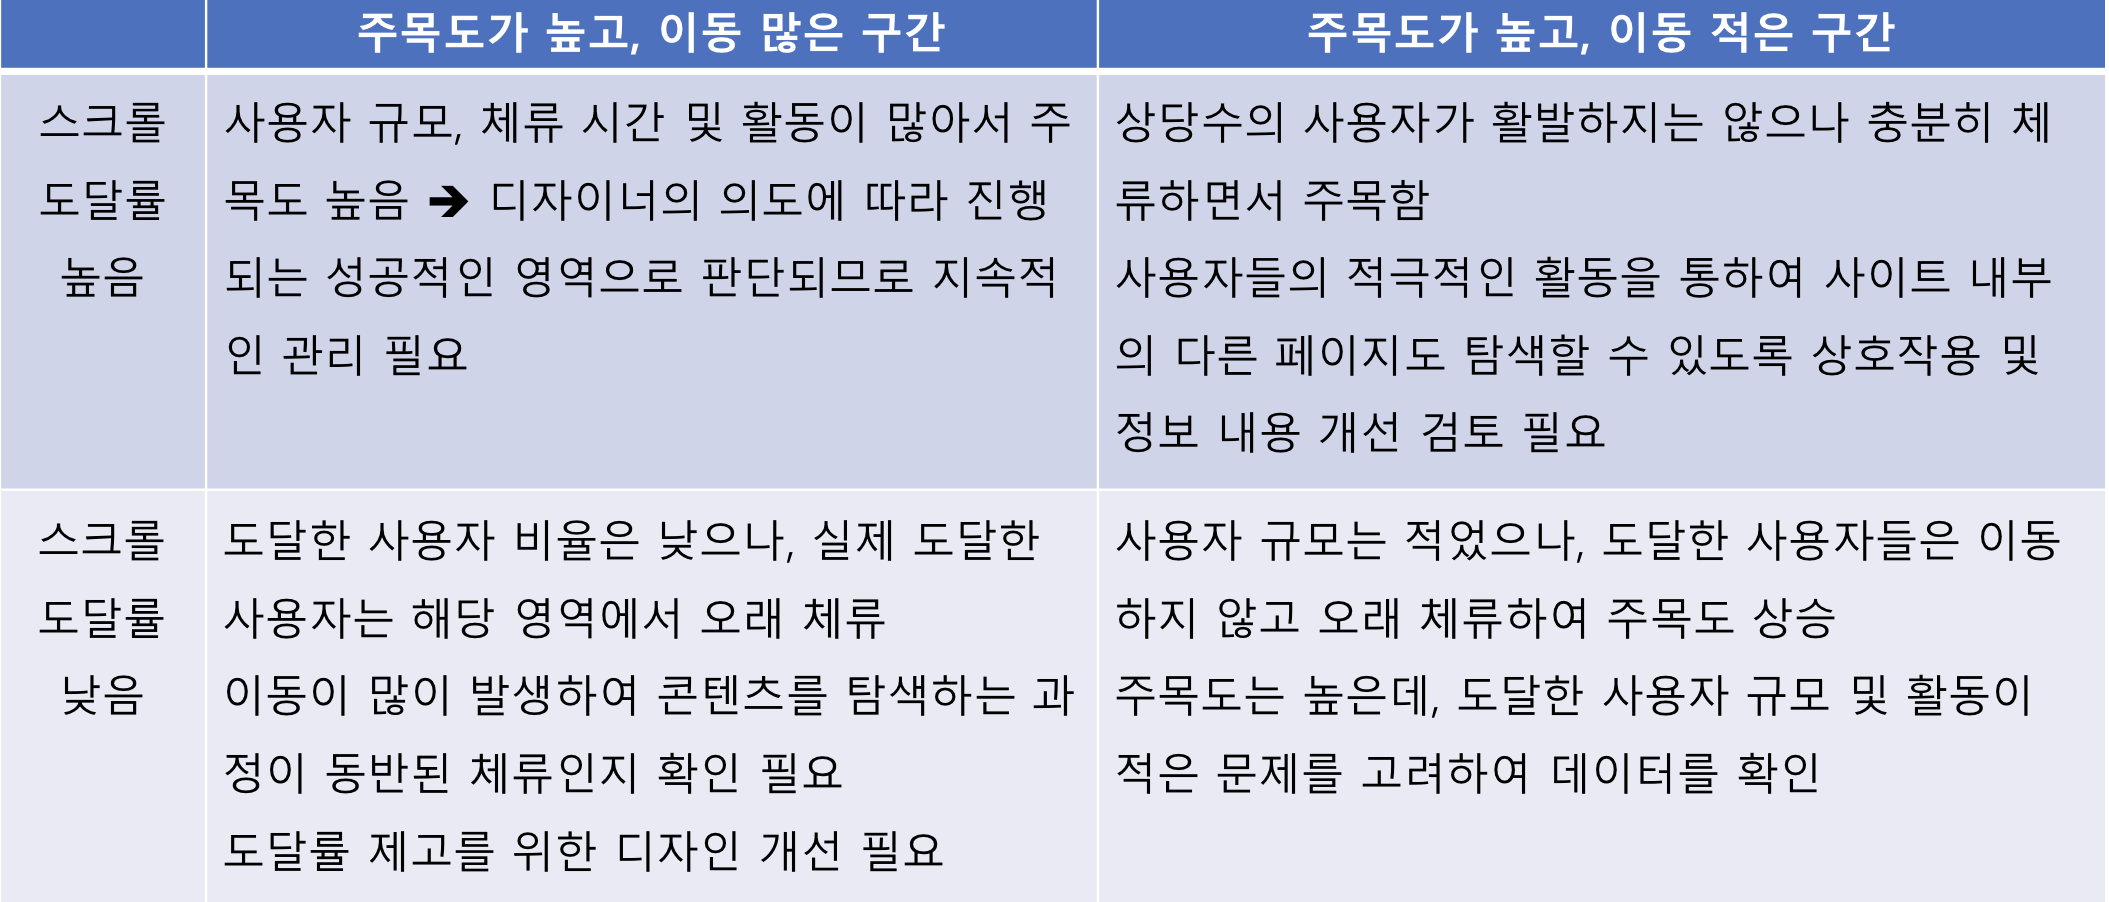 주목도가 높고, 이동 많은 구간
주목도가 높고, 이동 적은 구간
스크롤
도달률
높음
사용자 규모, 체류 시간 및 활동이 많아서 주
목도 높음 ➔ 디자이너의 의도에 따라 진행
되는 성공적인 영역으로 판단되므로 지속적
인 관리 필요
상당수의 사용자가 활발하지는 않으나 충분히 체
류하면서 주목함
사용자들의 적극적인 활동을 통하여 사이트 내부
의 다른 페이지도 탐색할 수 있도록 상호작용 및
정보 내용 개선 검토 필요
스크롤
도달률
낮음
도달한 사용자 비율은 낮으나, 실제 도달한
사용자는 해당 영역에서 오래 체류
이동이 많이 발생하여 콘텐츠를 탐색하는 과
정이 동반된 체류인지 확인 필요
도달률 제고를 위한 디자인 개선 필요
사용자 규모는 적었으나, 도달한 사용자들은 이동
하지 않고 오래 체류하여 주목도 상승
주목도는 높은데, 도달한 사용자 규모 및 활동이
적은 문제를 고려하여 데이터를 확인